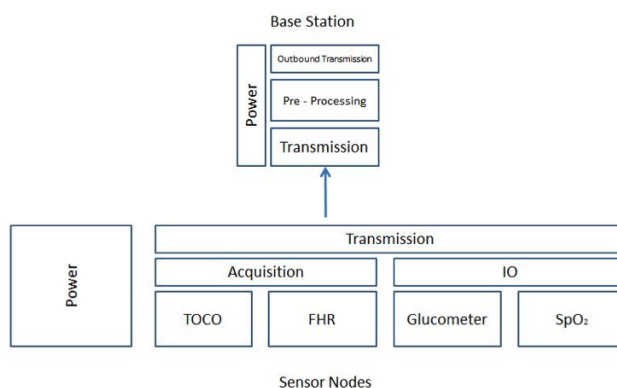 Base Station
Power
Outbound Transmission
Pre - Processing
Transmission
Power
Transmission
Acquisition
IO
TOCO
FHR
Glucometer
SpO₂
Sensor Nodes